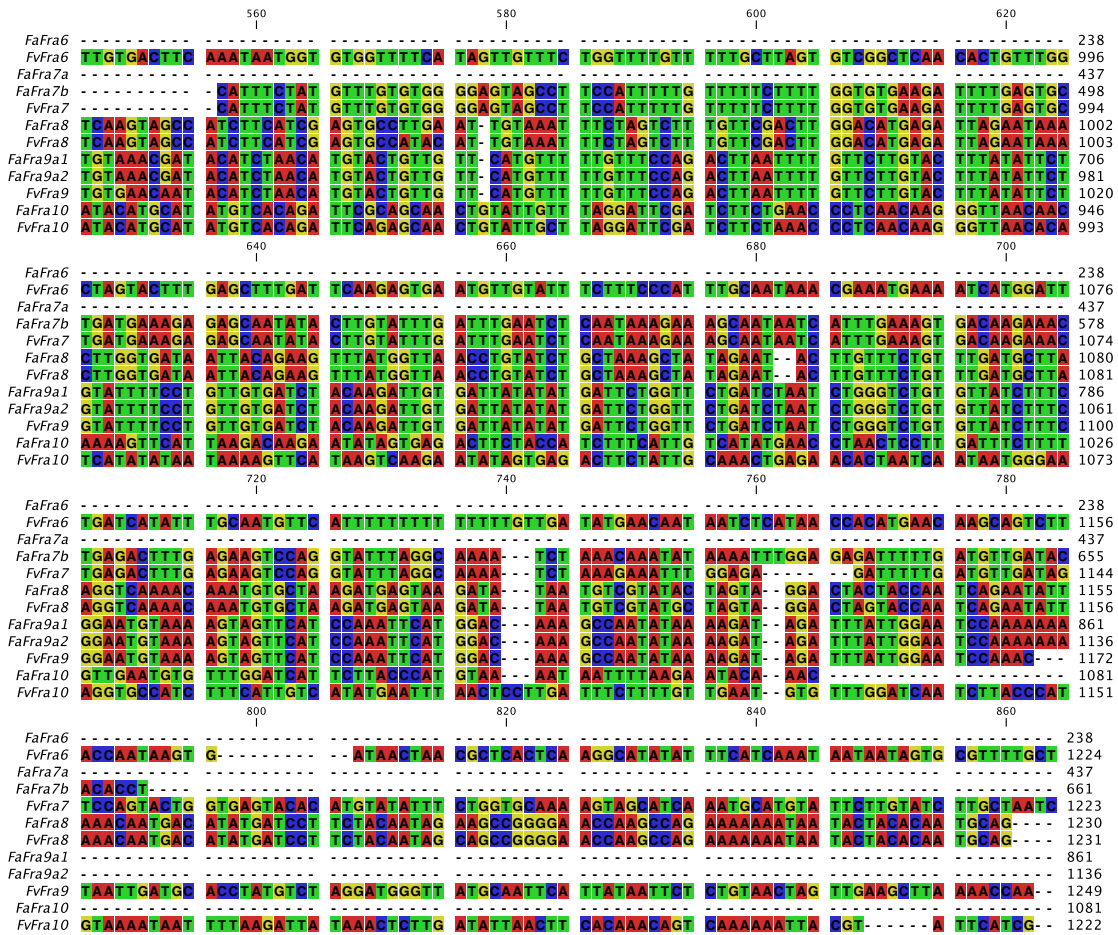 560 580 600 620
FaFra6 ---------- ---------- ---------- ---------- ---------- ---------- ---------- ---------- 238
FvFra6 TTGTGACTTC AAATAATGGT GTGGTTTTCA TAGTTGTTTC TGGTTTTGTT TTTGCTTAGT GTCGGCTCAA CACTGTTTGG 996
FaFra7a ---------- ---------- ---------- ---------- ---------- ---------- ---------- ---------- 437
FaFra7b ---------- -CATTTCTAT GTTTGTGTGG GGAGTAGCCT TCCATTTTTG TTTTTCTTTT GGTGTGAAGA TTTTGAGTGC 498
FvFra7 ---------- -CATTTCTAT GTTTGTGTGG GGAGTAGCCT TCCATTTTTG TTTTTCTTTT GGTGTGAAGA TTTTGAGTGC 994
FaFra8 TCAAGTAGCC ATCTTCATCG AGTGCCTTGA AT-TGTAAAT TTCTAGTCTT TGTTCGACTT GGACATGAGA TTAGAATAAA 1002
FvFra8 TCAAGTAGCC ATCTTCATCG AGTGCCATAC AT-TGTAAAT TTCTAGTCTT TGTTCGACTT GGACATGAGA TTAGAATAAA 1003
FaFra9a1 TGTAAACGAT ACATCTAACA TGTACTGTTG TT-CATGTTT TTGTTTCCAG ACTTAATTTT GTTCTTGTAC TTTATATTCT 706
FaFra9a2 TGTAAACGAT ACATCTAACA TGTACTGTTG TT-CATGTTT TTGTTTCCAG ACTTAATTTT GTTCTTGTAC TTTATATTCT 981
FvFra9 TGTGAACAAT ACATCTAACA TGTACTGTTG TT-CATGTTT TTGTTTCCAG ACTTAATTTT GTTCTTGTAC TTTATATTCT 1020
FaFra10 ATACATGCAT ATGTCACAGA TTCGCAGCAA CTGTATTGTT TAGGATTCGA TCTTCTGAAC CCTCAACAAG GGTTAACAAC 946
FvFra10 ATACATGCAT ATGTCACAGA TTCAGAGCAA CTGTATTGCT TAGGATTCGA TCTTCTAAAC CCTCAACAAG GGTTAACACA 993
640 660 680 700
FaFra6 ---------- ---------- ---------- ---------- ---------- ---------- ---------- ---------- 238
FvFra6 CTAGTACTTT GAGCTTTGAT TCAAGAGTGA ATGTTGTATT TCTTTCCCAT TTGCAATAAA CGAAATGAAA ATCATGGATT 1076
FaFra7a ---------- ---------- ---------- ---------- ---------- ---------- ---------- ---------- 437
FaFra7b TGATGAAAGA GAGCAATATA CTTGTATTTG ATTTGAATCT CAATAAAGAA AGCAATAATC ATTTGAAAGT GACAAGAAAC 578
FvFra7 TGATGAAAGA GAGCAATATA CTTGTATTTG ATTTGAATCT CAATAAAGAA AGCAATAATC ATTTGAAAGT GACAAGAAAC 1074
FaFra8 CTTGGTGATA ATTACAGAAG TTTATGGTTA ACCTGTATCT GCTAAAGCTA TAGAAT--AC TTGTTTCTGT TTGATGCTTA 1080
FvFra8 CTTGGTGATA ATTACAGAAG TTTATGGTTA ACCTGTATCT GCTAAAGCTA TAGAAT--AC TTGTTTCTGT TTGATGCTTA 1081
FaFra9a1 GTATTTTCCT GTTGTGATCT ACAAGATTGT GATTATATAT GATTCTGGTT CTGATCTAAT CTGGGTCTGT GTTATCTTTC 786
FaFra9a2 GTATTTTCCT GTTGTGATCT ACAAGATTGT GATTATATAT GATTCTGGTT CTGATCTAAT CTGGGTCTGT GTTATCTTTC 1061
FvFra9 GTATTTTCCT GTTGTGATCT ACAAGATTGT GATTATATAT GATTCTGGTT CTGATCTAAT CTGGGTCTGT GTTATCTTTC 1100
FaFra10 AAAAGTTCAT TAAGACAAGA ATATAGTGAG ACTTCTACCA TCTTTCATTG TCATATGAAC CTAACTCCTT GATTTCTTTT 1026
FvFra10 TCATATATAA TAAAAGTTCA TAAGTCAAGA ATATAGTGAG ACTTCTATTG CAAACTGAGA ACACTAATCA ATAATGGGAA 1073
720 740 760 780
FaFra6 ---------- ---------- ---------- ---------- ---------- ---------- ---------- ---------- 238
FvFra6 TGATCATATT TGCAATGTTC ATTTTTTTTT TTTTTGTTGA TATGAACAAT AATCTCATAA CCACATGAAC AAGCAGTCTT 1156
FaFra7a ---------- ---------- ---------- ---------- ---------- ---------- ---------- ---------- 437
FaFra7b TGAGACTTTG AGAAGTCCAG GTATTTAGGC AAAA---TCT AAACAAATAT AAAATTTGGA GAGATTTTTG ATGTTGATAC 655
FvFra7 TGAGACTTTG AGAAGTCCAG GTATTTAGGC AAAA---TCT AAAGAAATTT GGAGA----- --GATTTTTG ATGTTGATAG 1144
FaFra8 AGGTCAAAAC AAATGTGCTA AGATGAGTAA GATA---TAA TGTCGTATAC TAGTA--GGA CTACTACCAA TCAGAATATT 1155
FvFra8 AGGTCAAAAC AAATGTGCTA AGATGAGTAA GATA---TAA TGTCGTATGC TAGTA--GGA CTAGTACCAA TCAGAATATT 1156
FaFra9a1 GGAATGTAAA AGTAGTTCAT CCAAATTCAT GGAC---AAA GCCAATATAA AAGAT--AGA TTTATTGGAA TCCAAAAAAA 861
FaFra9a2 GGAATGTAAA AGTAGTTCAT CCAAATTCAT GGAC---AAA GCCAATATAA AAGAT--AGA TTTATTGGAA TCCAAAAAAA 1136
FvFra9 GGAATGTAAA AGTAGTTCAT CCAAATTCAT GGAC---AAA GCCAATATAA AAGAT--AGA TTTATTGGAA TCCAAAC--- 1172
FaFra10 GTTGAATGTG TTTGGATCAT TCTTACCCAT GTAA---AAT AATTTTAAGA ATACA--AAC ---------- ---------- 1081
FvFra10 AGGTGCCATC TTTCATTGTC ATATGAATTT AACTCCTTGA TTTCTTTTGT TGAAT--GTG TTTGGATCAA TCTTACCCAT 1151
800 820 840 860
FaFra6 ---------- ---------- ---------- ---------- ---------- ---------- ---------- --------- 238
FvFra6 ACCAATAAGT G--------- --ATAACTAA CGCTCACTCA AGGCATATAT TTCATCAAAT AATAATAGTG CGTTTTGCT 1224
FaFra7a ---------- ---------- ---------- ---------- ---------- ---------- ---------- --------- 437
FaFra7b ACACCT---- ---------- ---------- ---------- ---------- ---------- ---------- --------- 661
FvFra7 TCCAGTACTG GTGAGTACAC ATGTATATTT CTGGTGCAAA AGTAGCATCA AATGCATGTA TTCTTGTATC TTGCTAATC 1223
FaFra8 AAACAATGAC ATATGATCCT TCTACAATAG AAGCCGGGGA ACCAAGCCAG AAAAAAATAA TACTACACAA TGCAG---- 1230
FvFra8 AAACAATGAC ATATGATCCT TCTACAATAG CAGCCGGGGA ACCAAGCCAG AAAAAAATAA TACTACACAA TGCAG---- 1231
FaFra9a1 ---------- ---------- ---------- ---------- ---------- ---------- ---------- --------- 861
FaFra9a2 ---------- ---------- ---------- ---------- ---------- ---------- ---------- --------- 1136
FvFra9 TAATTGATGC ACCTATGTCT AGGATGGGTT ATGCAATTCA TTATAATTCT CTGTAACTAG TTGAAGCTTA AAACCAA-- 1249
FaFra10 ---------- ---------- ---------- ---------- ---------- ---------- ---------- --------- 1081
FvFra10 GTAAAATAAT TTTAAGATTA TAAACTCTTG ATATTAACTT CACAAACAGT CAAAAAATTA CGT------A TTCATCG-- 1222